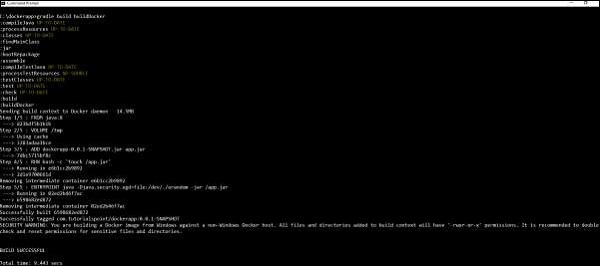 Command Prompt
C:\dockerapp>gradle build buildDocker
:compileJava UP-TO-DATE
:processResources UP-TO-DATE
:classes UP-TO-DATE
:findMainClass
:jar
:bootRepackage
:assemble
:compileTestJava UP-TO-DATE
:processTestResources NO-SOURCE
:testClasses UP-TO-DATE
:test UP-TO-DATE
:check UP-TO-DATE
:build
:buildDocker
Sending build context to Docker daemon 14.5MB
Step 1/5 : FROM java:8
--->
Step 2/5 : VOLUME /tmp
---> Using cache
--->
Step 3/5 : ADD dockerapp-0.0.1-SNAPSHOT.jar app.jar
--->
Step 4/5 : RUN bash -c 'touch /app.jar'
---> Running in
--->
Removing intermediate container
Step 5/5 : ENTRYPOINT java -Djava.security.egd=file:/dev/./urandom -jar /app.jar
---> Running in
--->
Removing intermediate container
Successfully built
Successfully tagged com.tutorialspoint/dockerapp:0.0.1-SNAPSHOT
SECURITY WARNING: You are building a Docker image from Windows against a non-Windows Docker host. All files and directories added to build context will have '-rwxr-xr-x' permissions. It is recommended to double
check and reset permissions for sensitive files and directories.
BUILD SUCCESSFUL
Total time: 9.443 secs